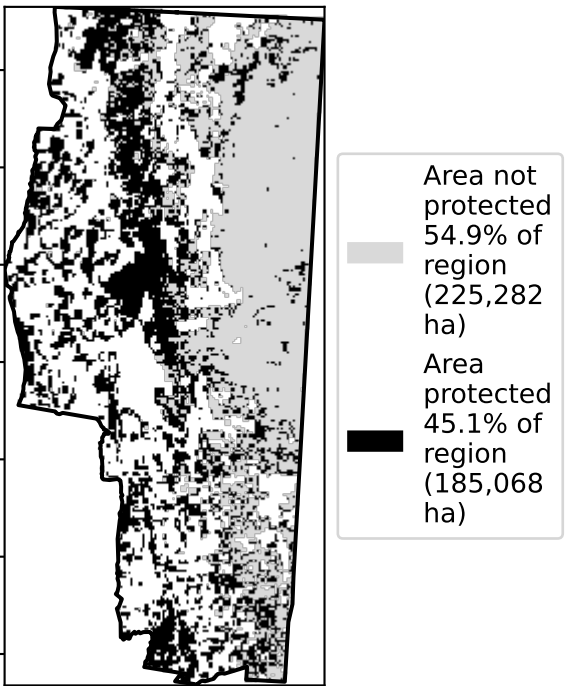 Area not
protected
54.9% of
region
(225,282
ha)
Area
protected
45.1% of
region
(185,068
ha)